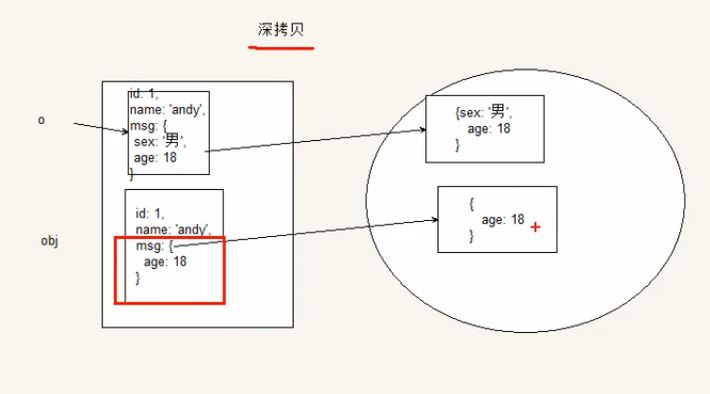 深拷贝
o
id: 1,
name: 'andy',
msg: {
sex: '男',
age: 18
}
{sex: '男',
age: 18
}
obj
id: 1,
name: 'andy',
msg: {
age: 18
}
{
age: 18
}